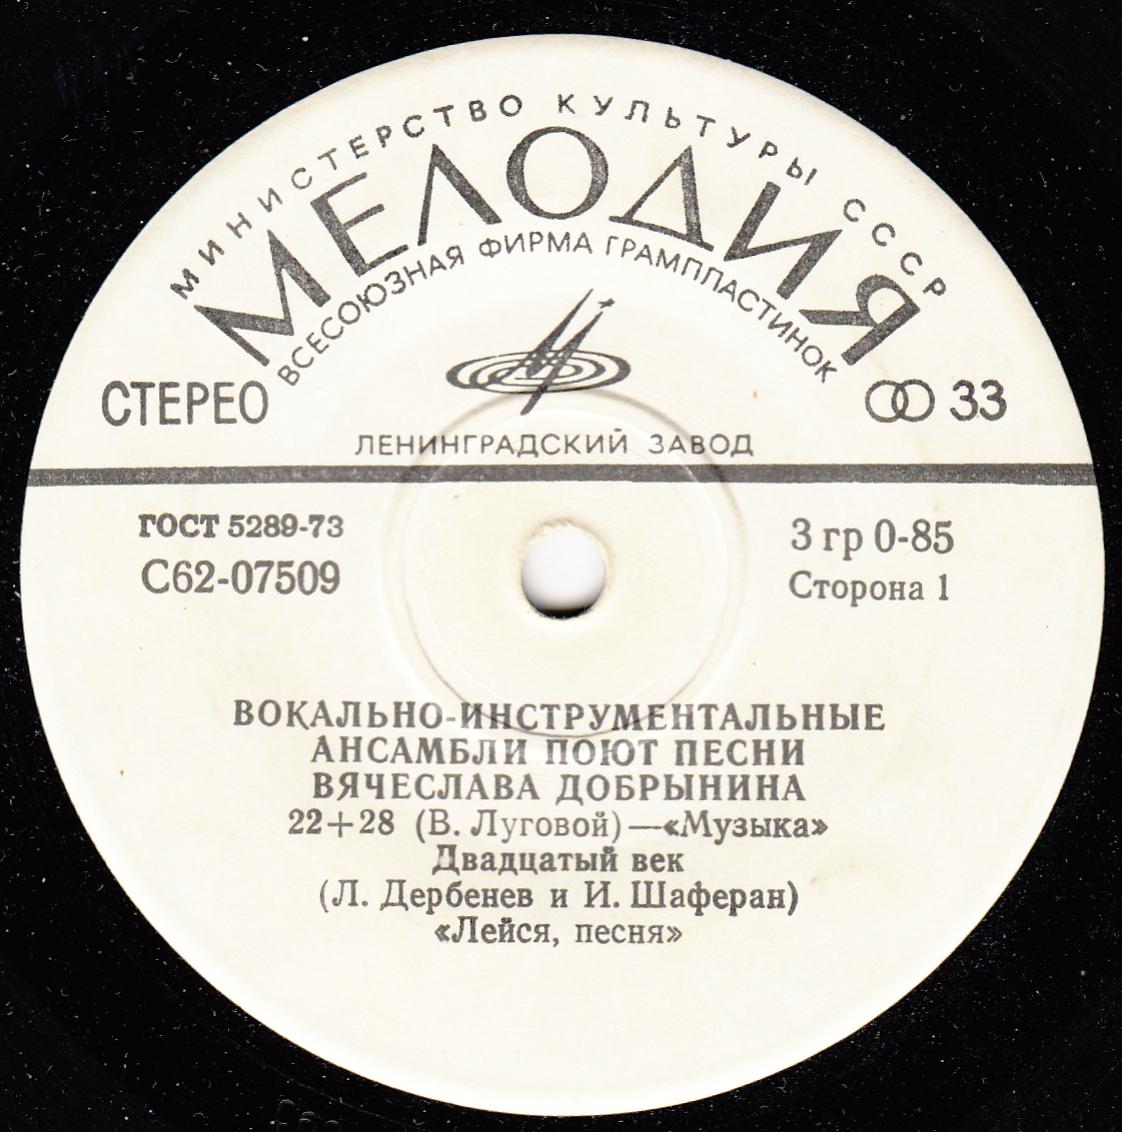 МИНИСТЕРСТВО КУЛЬТУРЫ СССР
МЕЛОДИЯ
ВСЕСОЮЗНАЯ ФИРМА ГРАМПЛАСТИНОК
СТЕРЕО
33
ЛЕНИНГРАДСКИЙ ЗАВОД
ГОСТ 5289-73
С62-07509
3 гр 0-85
Сторона 1
ВОКАЛЬНО-ИНСТРУМЕНТАЛЬНЫЕ
АНСАМБЛИ ПОЮТ ПЕСНИ
ВЯЧЕСЛАВА ДОБРЫНИНА
22+28 (В. Луговой) — «Музыка»
Двадцатый век
(Л. Дербенев и И. Шаферан)
«Лейся, песня»